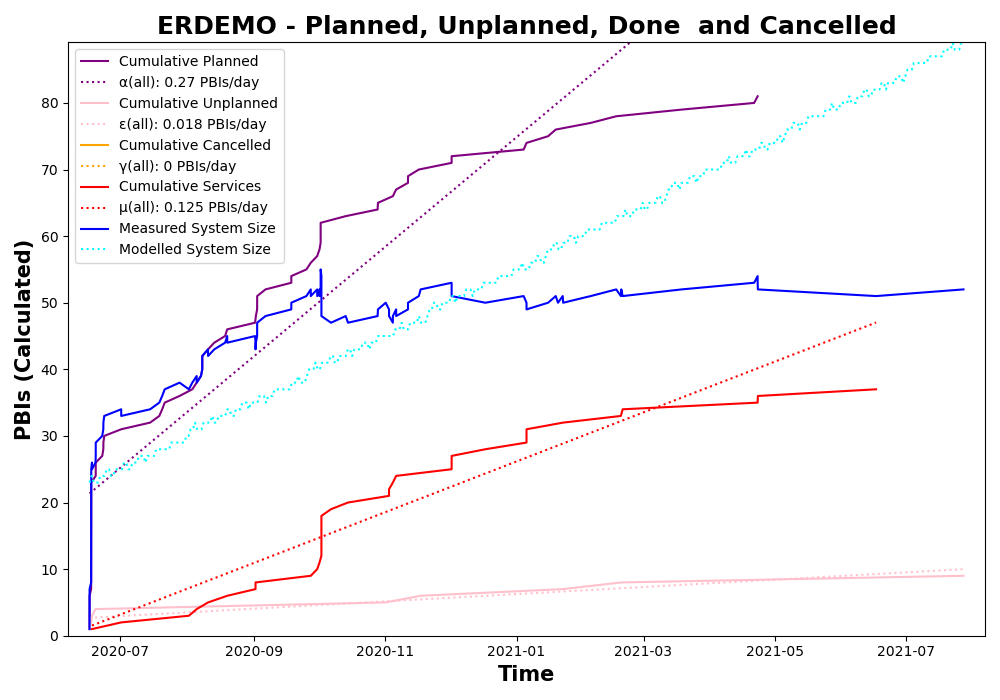 ERDEMO - Planned, Unplanned, Done  and Cancelled
Cumulative Planned
α(all): 0.27 PBIs/day
Cumulative Unplanned
ε(all): 0.018 PBIs/day
Cumulative Cancelled
γ(all): 0 PBIs/day
Cumulative Services
μ(all): 0.125 PBIs/day
Measured System Size
Modelled System Size
PBIs (Calculated)
80
70
60
50
40
30
20
10
0
2020-07
2020-09
2020-11
2021-01
2021-03
2021-05
2021-07
Time